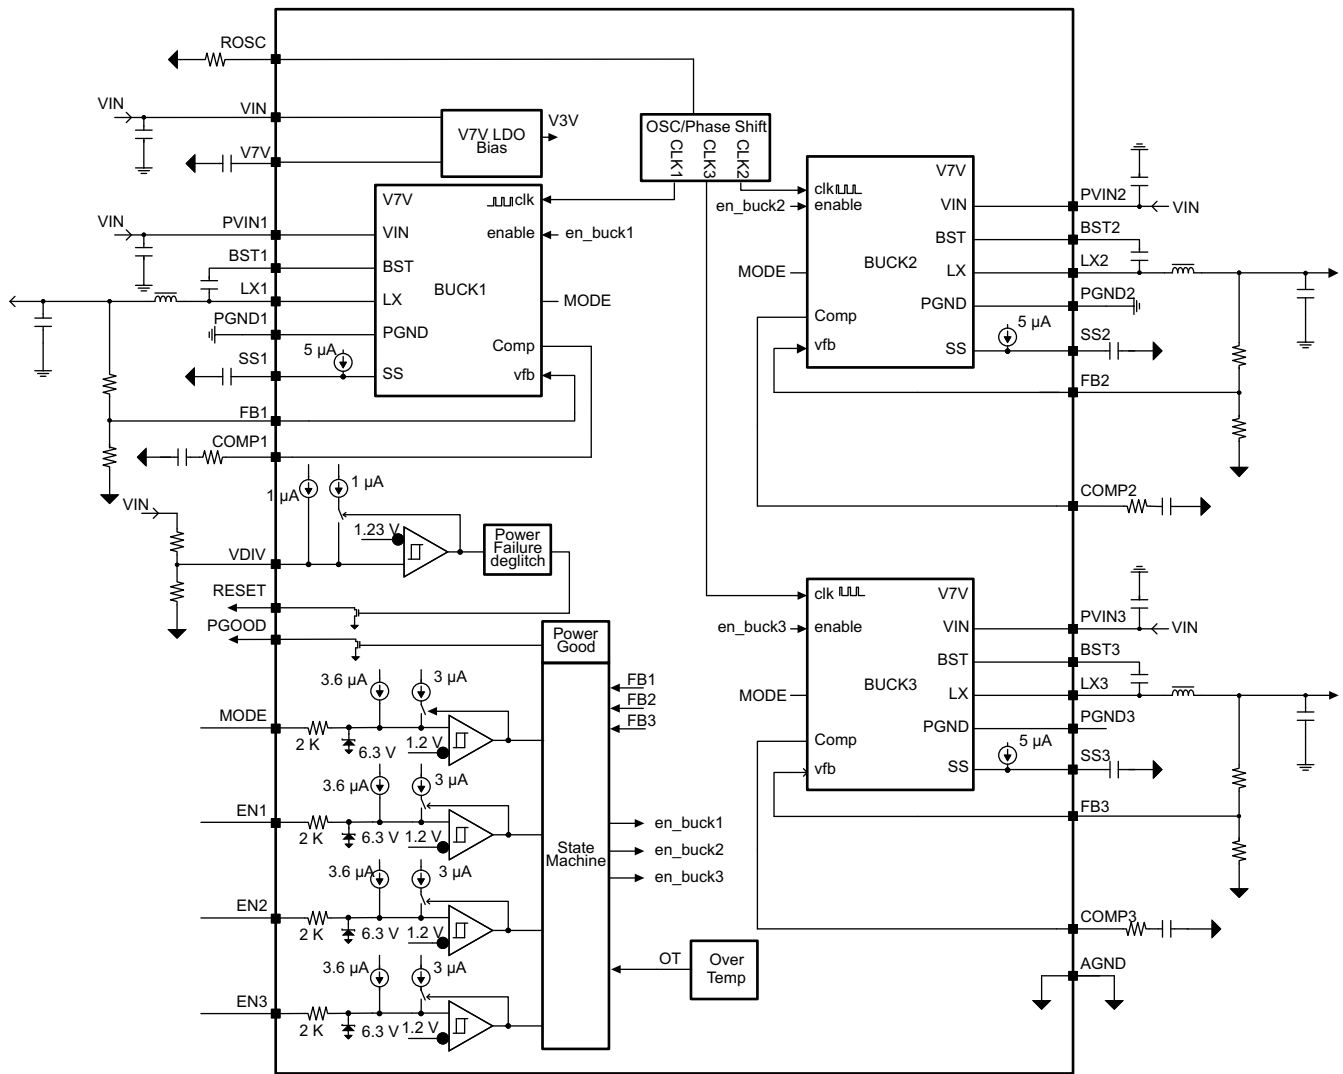 ROSC
VIN
VIN
V7V
V7V LDO
Bias
V3V
OSC/Phase Shift
CLK1
CLK3
CLK2
VIN
PVIN1
BST1
LX1
PGND1
SS1
5 µA
FB1
COMP1
V7V
VIN
BST
LX
PGND
SS
BUCK1
clk
enable
en_buck1
MODE
Comp
vfb
en_buck2
clk
enable
MODE
BUCK2
Comp
vfb
V7V
VIN
BST
LX
PGND
SS
5 µA
PVIN2
VIN
BST2
LX2
PGND2
SS2
FB2
COMP2
1 µA
1 µA
VIN
VDIV
1.23 V
Power
Failure
deglitch
RESET
PGOOD
Power
Good
State
Machine
FB1
FB2
FB3
en_buck1
en_buck2
en_buck3
OT
Over
Temp
MODE
2 K
6.3 V
3.6 µA
3 µA
1.2 V
EN1
2 K
6.3 V
3.6 µA
3 µA
1.2 V
EN2
2 K
6.3 V
3.6 µA
3 µA
1.2 V
EN3
2 K
6.3 V
3.6 µA
3 µA
1.2 V
en_buck3
clk
enable
MODE
BUCK3
Comp
vfb
V7V
VIN
BST
LX
PGND
SS
5 µA
PVIN3
VIN
BST3
LX3
PGND3
SS3
FB3
COMP3
AGND